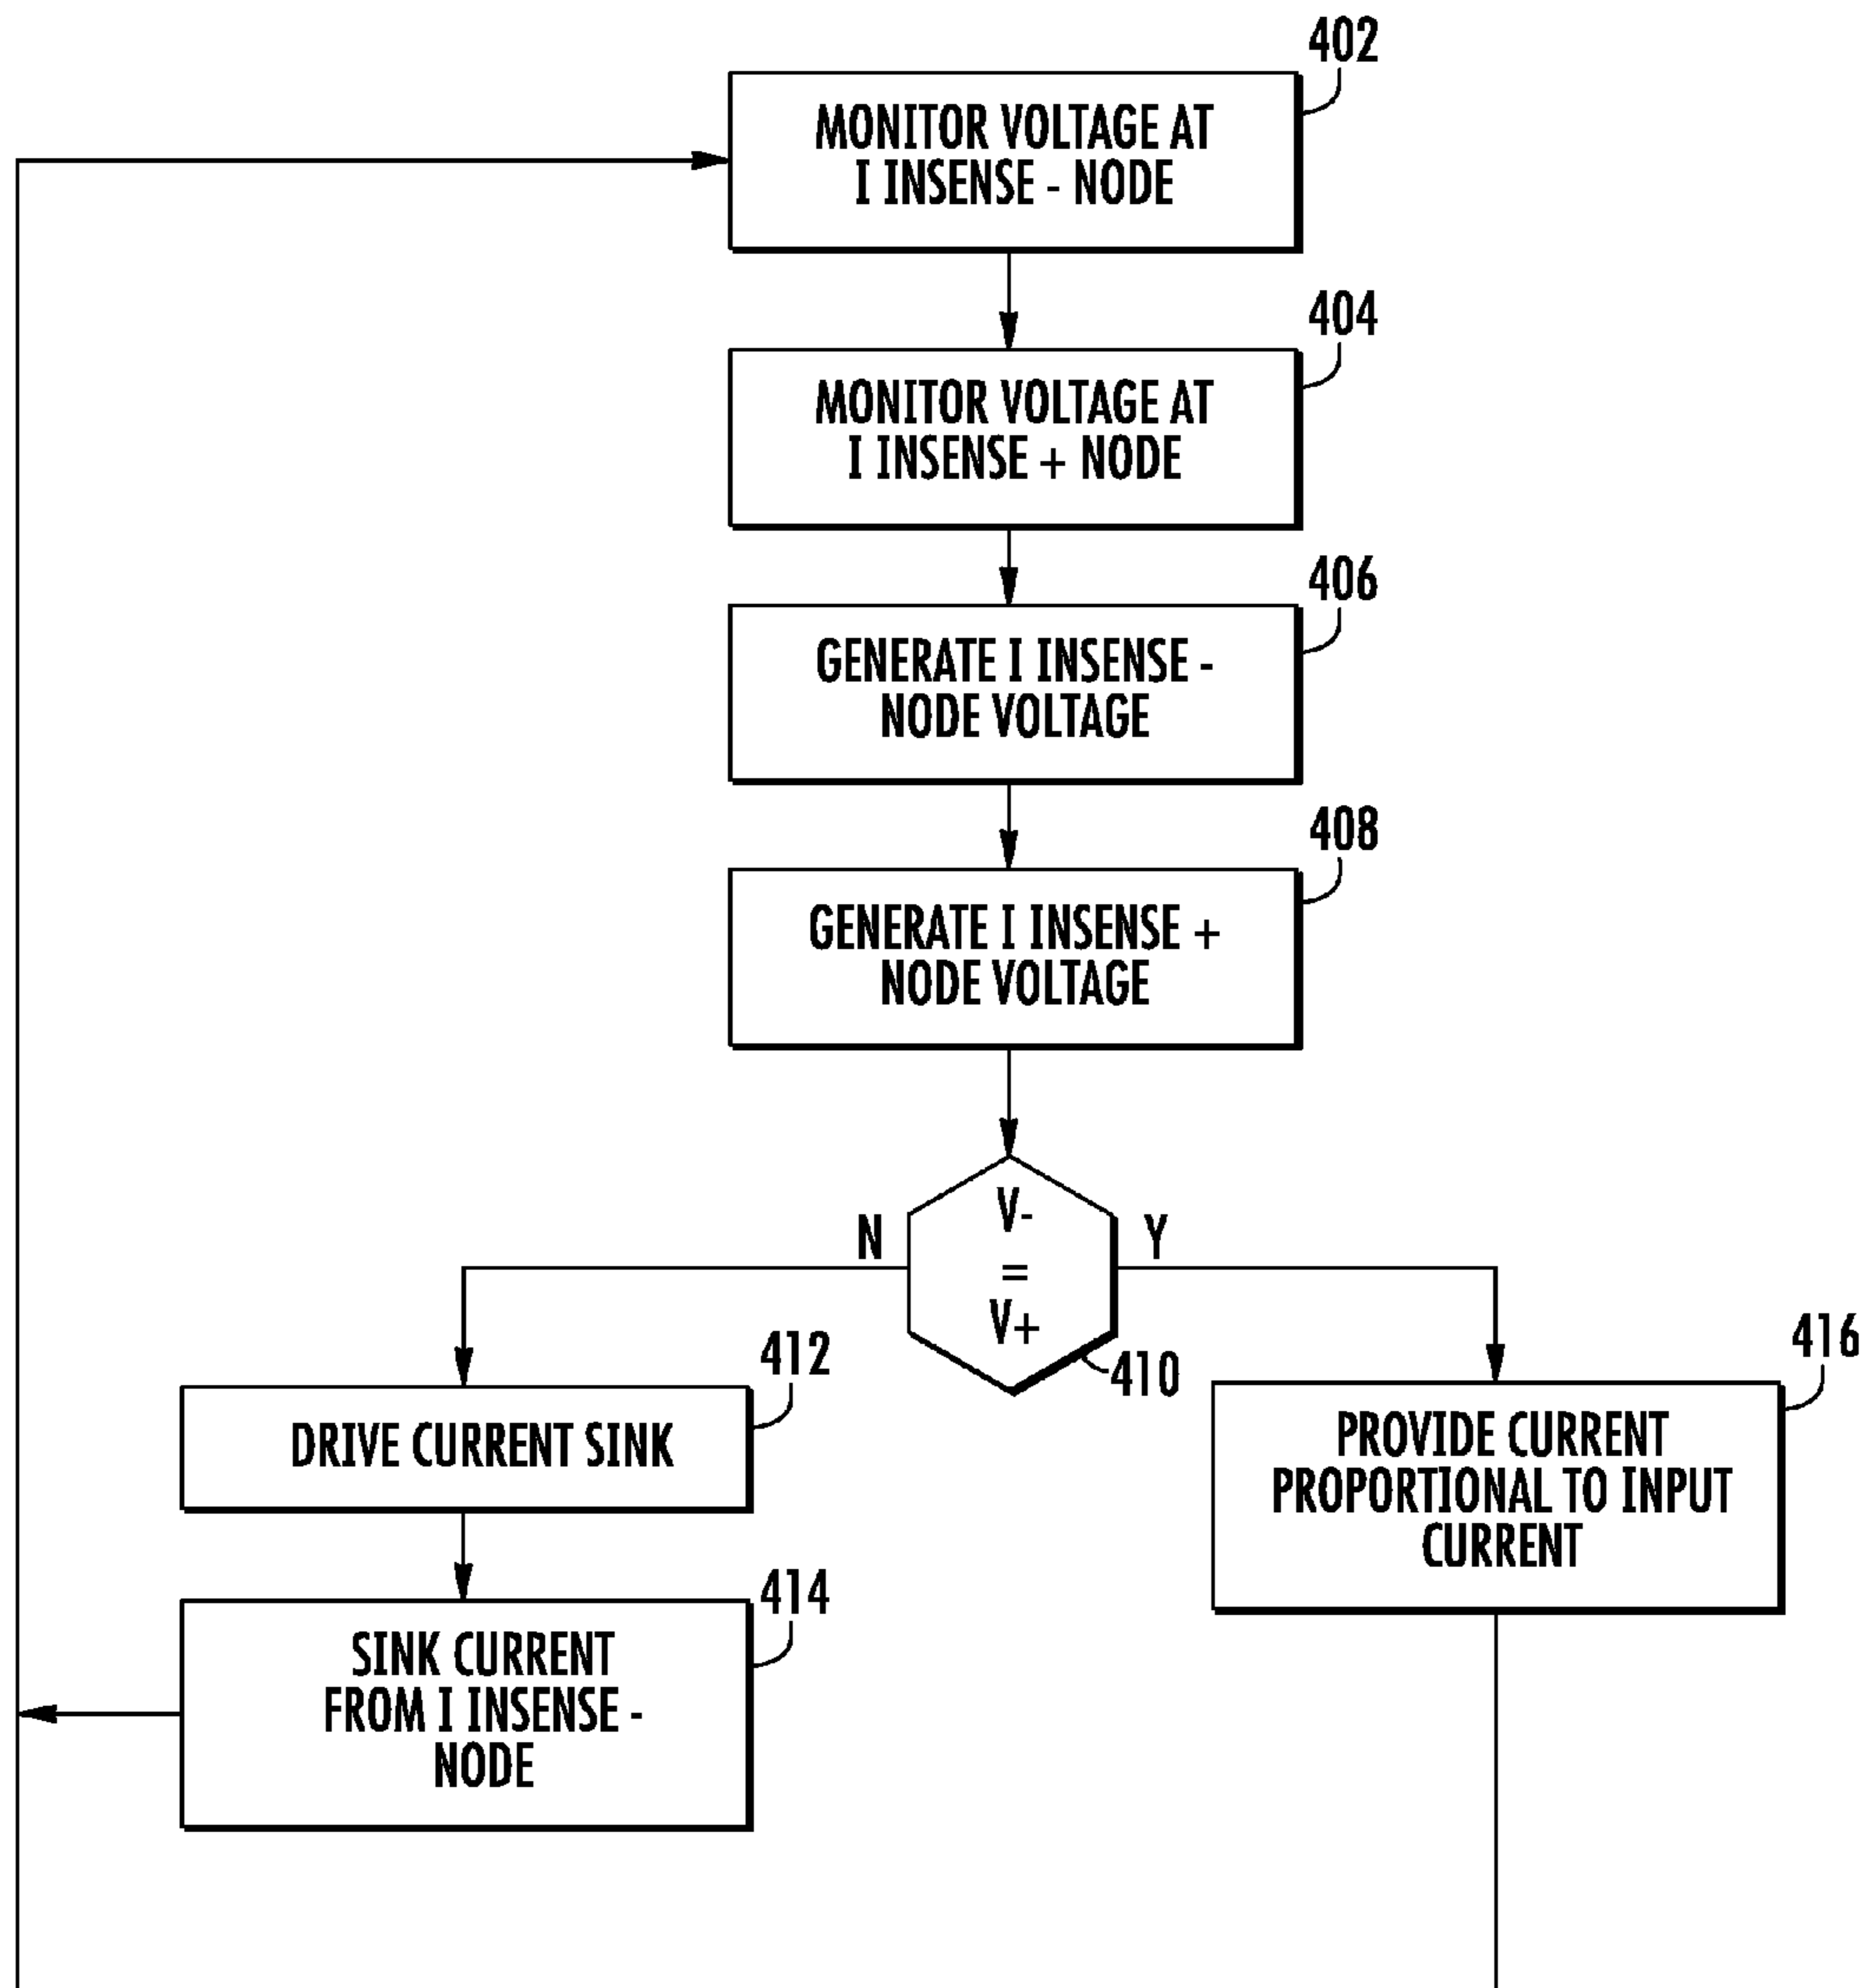 402
MONITOR VOLTAGE AT
I INSENSE - NODE
404
MONITOR VOLTAGE AT
I INSENSE + NODE
406
GENERATE I INSENSE -
NODE VOLTAGE
408
GENERATE I INSENSE +
NODE VOLTAGE
V-
=
V+
N
Y
410
412
DRIVE CURRENT SINK
414
SINK CURRENT
FROM I INSENSE -
NODE
416
PROVIDE CURRENT
PROPORTIONAL TO INPUT
CURRENT